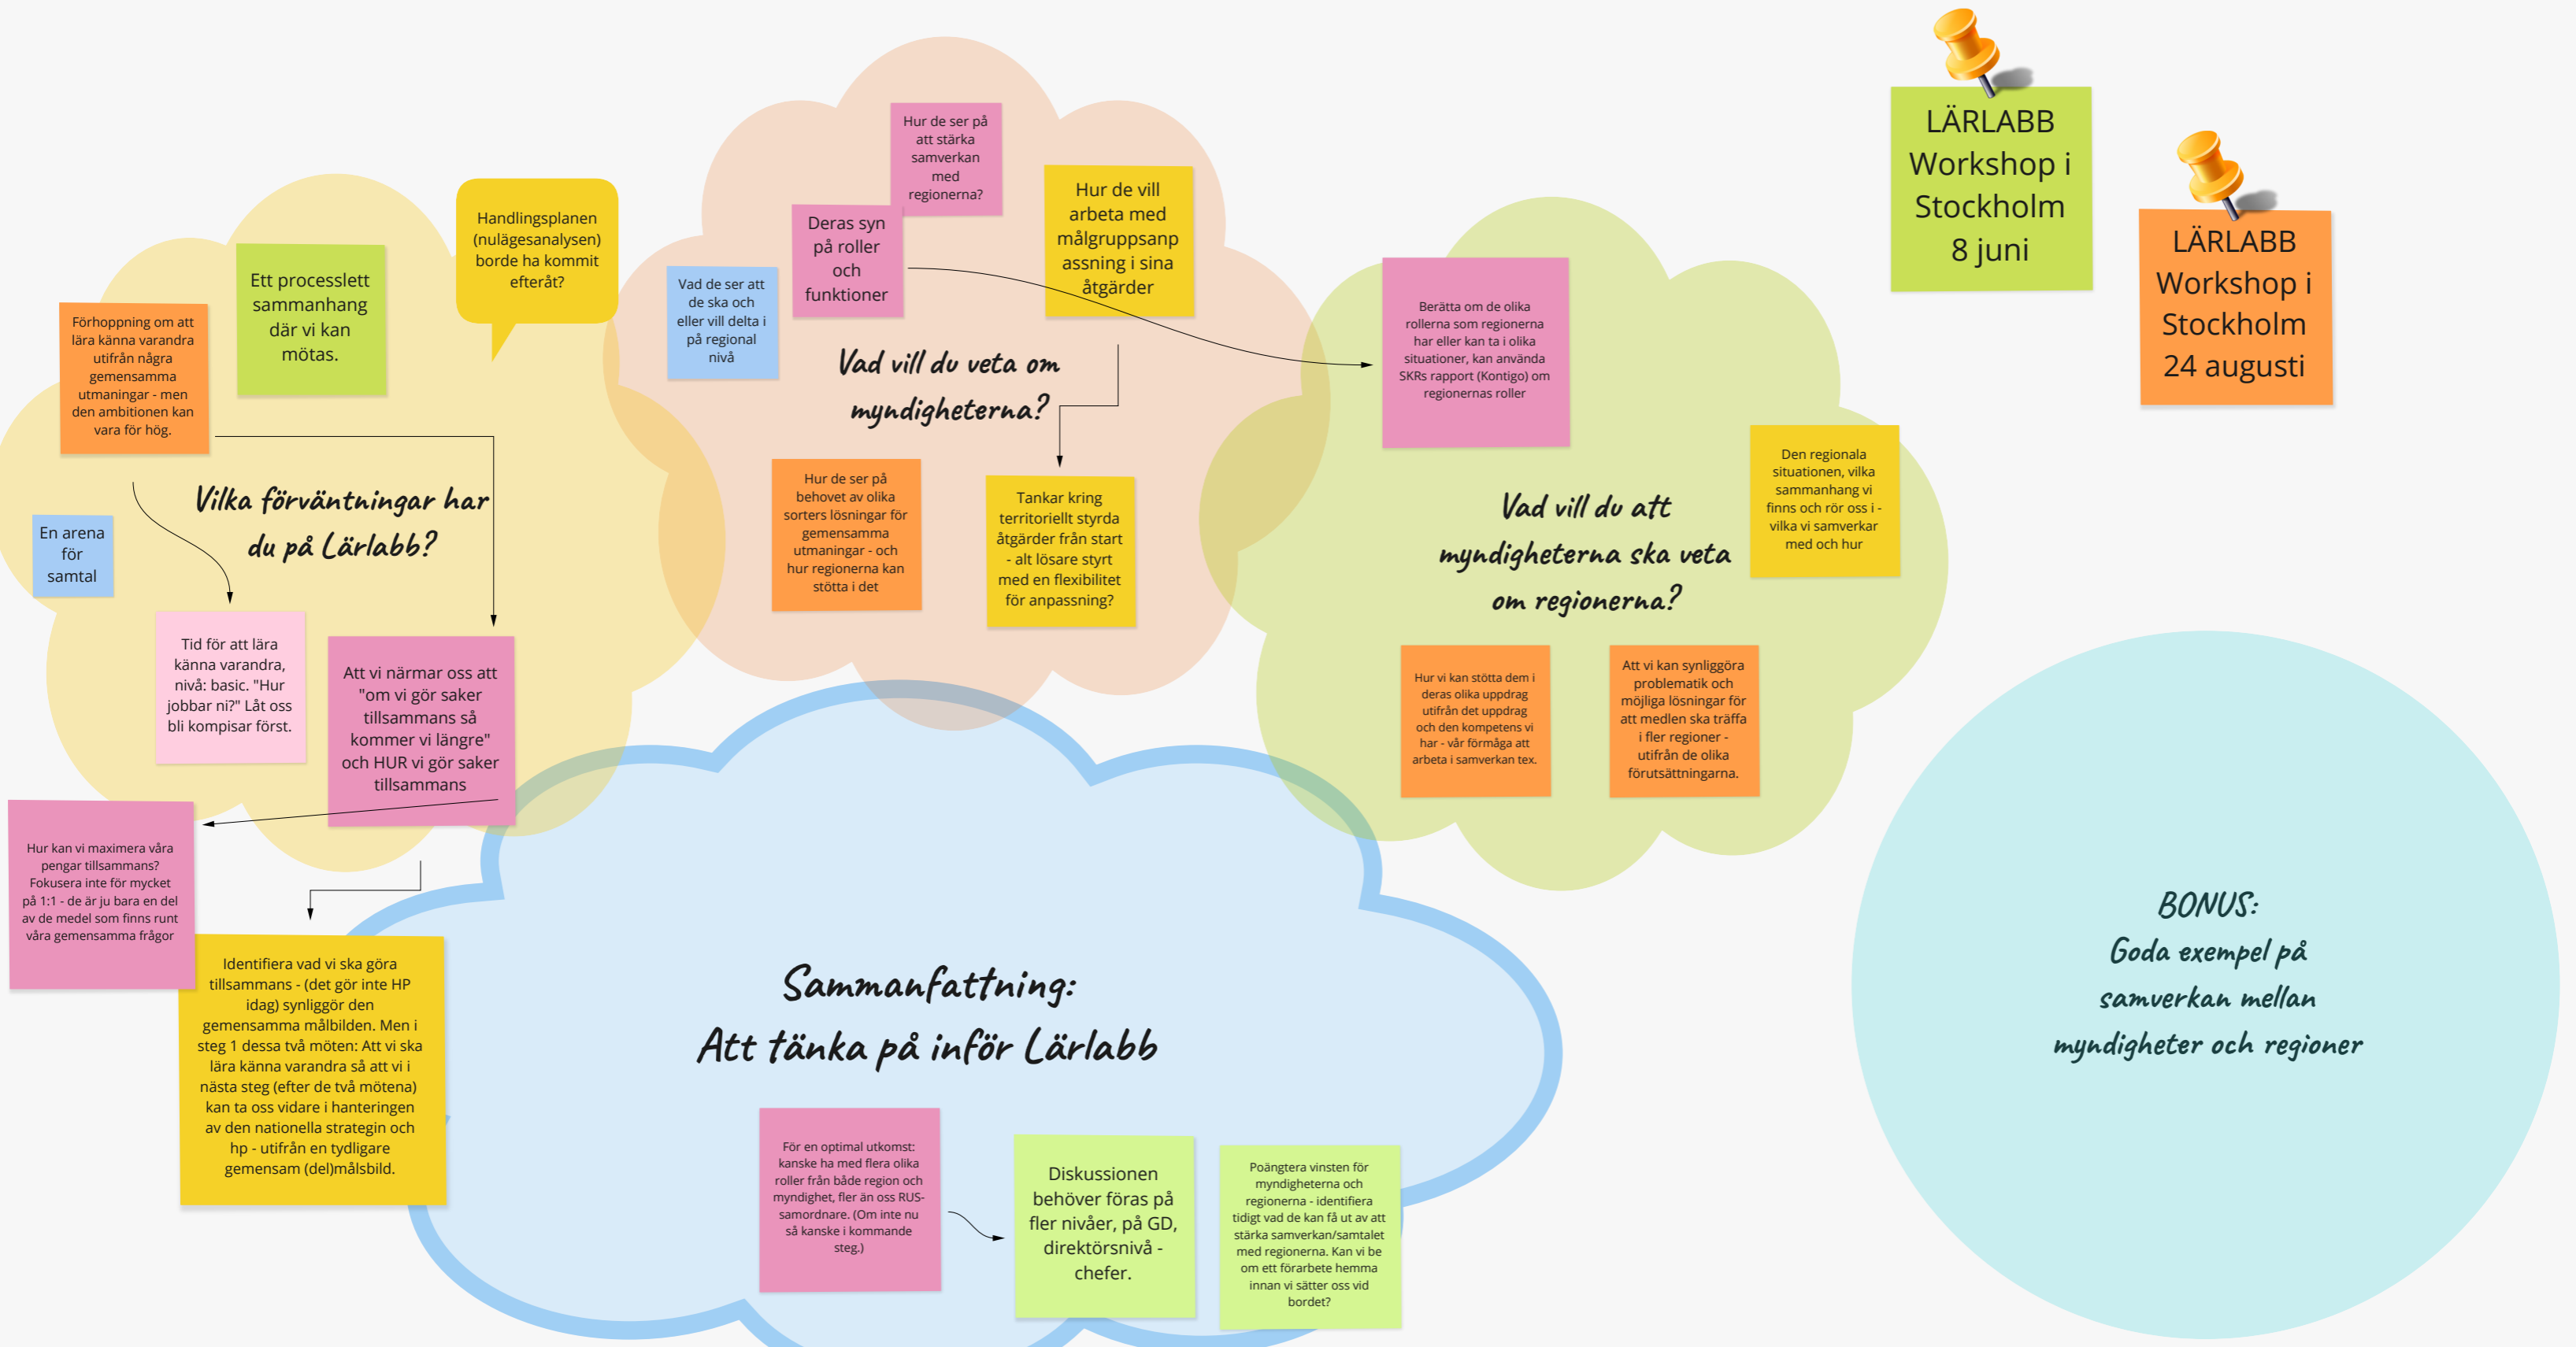 Förhoppning om att
lära känna varandra
utifrån några
gemensamma
utmaningar - men
den ambitionen kan
vara för hög.
Ett processlett
sammanhang
där vi kan
mötas.
Handlingsplanen
(nulägesanalysen)
borde ha kommit
efteråt?
Vilka förväntningar har
du på Lärlabb?
En arena
för
samtal
Tid för att lära
känna varandra,
nivå: basic. "Hur
jobbar ni?" Låt oss
bli kompisar först.
Att vi närmar oss att
"om vi gör saker
tillsammans så
kommer vi längre"
och HUR vi gör saker
tillsammans
Hur kan vi maximera våra
pengar tillsammans?
Fokusera inte för mycket
på 1:1 - de är ju bara en del
av de medel som finns runt
våra gemensamma frågor
Identifiera vad vi ska göra
tillsammans - (det gör inte HP
idag) synliggör den
gemensamma målbilden. Men i
steg 1 dessa två möten: Att vi ska
lära känna varandra så att vi i
nästa steg (efter de två mötena)
kan ta oss vidare i hanteringen
av den nationella strategin och
hp - utifrån en tydligare
gemensam (del)målsbild.
Hur de ser på
att stärka
samverkan
med
regionerna?
Deras syn
på roller
och
funktioner
Hur de vill
arbeta med
målgruppsanp
assning i sina
åtgärder
Vad de ser att
de ska och
eller vill delta i
på regional
nivå
Vad vill du veta om
myndigheterna?
Hur de ser på
behovet av olika
sorters lösningar för
gemensamma
utmaningar - och
hur regionerna kan
stötta i det
Tankar kring
territoriellt styrda
åtgärder från start
- alt lösare styrt
med en flexibilitet
för anpassning?
Berätta om de olika
rollerna som regionerna
har eller kan ta i olika
situationer, kan använda
SKRs rapport (Kontigo) om
regionernas roller
Den regionala
situationen, vilka
sammanhang vi
finns och rör oss i -
vilka vi samverkar
med och hur
Vad vill du att
myndigheterna ska veta
om regionerna?
Hur vi kan stötta dem i
deras olika uppdrag
utifrån det uppdrag
och den kompetens vi
har - vår förmåga att
arbeta i samverkan tex.
Att vi kan synliggöra
problematik och
möjliga lösningar för
att medlen ska träffa
i fler regioner -
utifrån de olika
förutsättningarna.
LÄRLABB
Workshop i
Stockholm
8 juni
LÄRLABB
Workshop i
Stockholm
24 augusti
Sammanfattning:
Att tänka på inför Lärlabb
För en optimal utkomst:
kanske ha med flera olika
roller från både region och
myndighet, fler än oss RUS-
samordnare. (Om inte nu
så kanske i kommande
steg.)
Diskussionen
behöver föras på
fler nivåer, på GD,
direktörsnivå -
chefer.
Poängtera vinsten för
myndigheterna och
regionerna - identifiera
tidigt vad de kan få ut av att
stärka samverkan/samtalet
med regionerna. Kan vi be
om ett förarbete hemma
innan vi sätter oss vid
bordet?
BONUS:
Goda exempel på
samverkan mellan
myndigheter och regioner